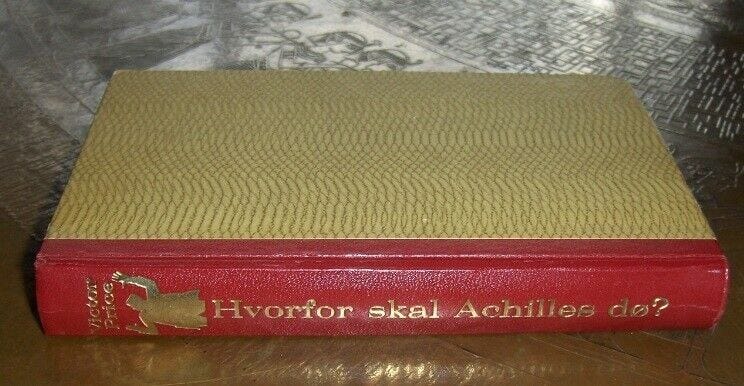 Victor
Price
Hvorfor skal Achilles dø?